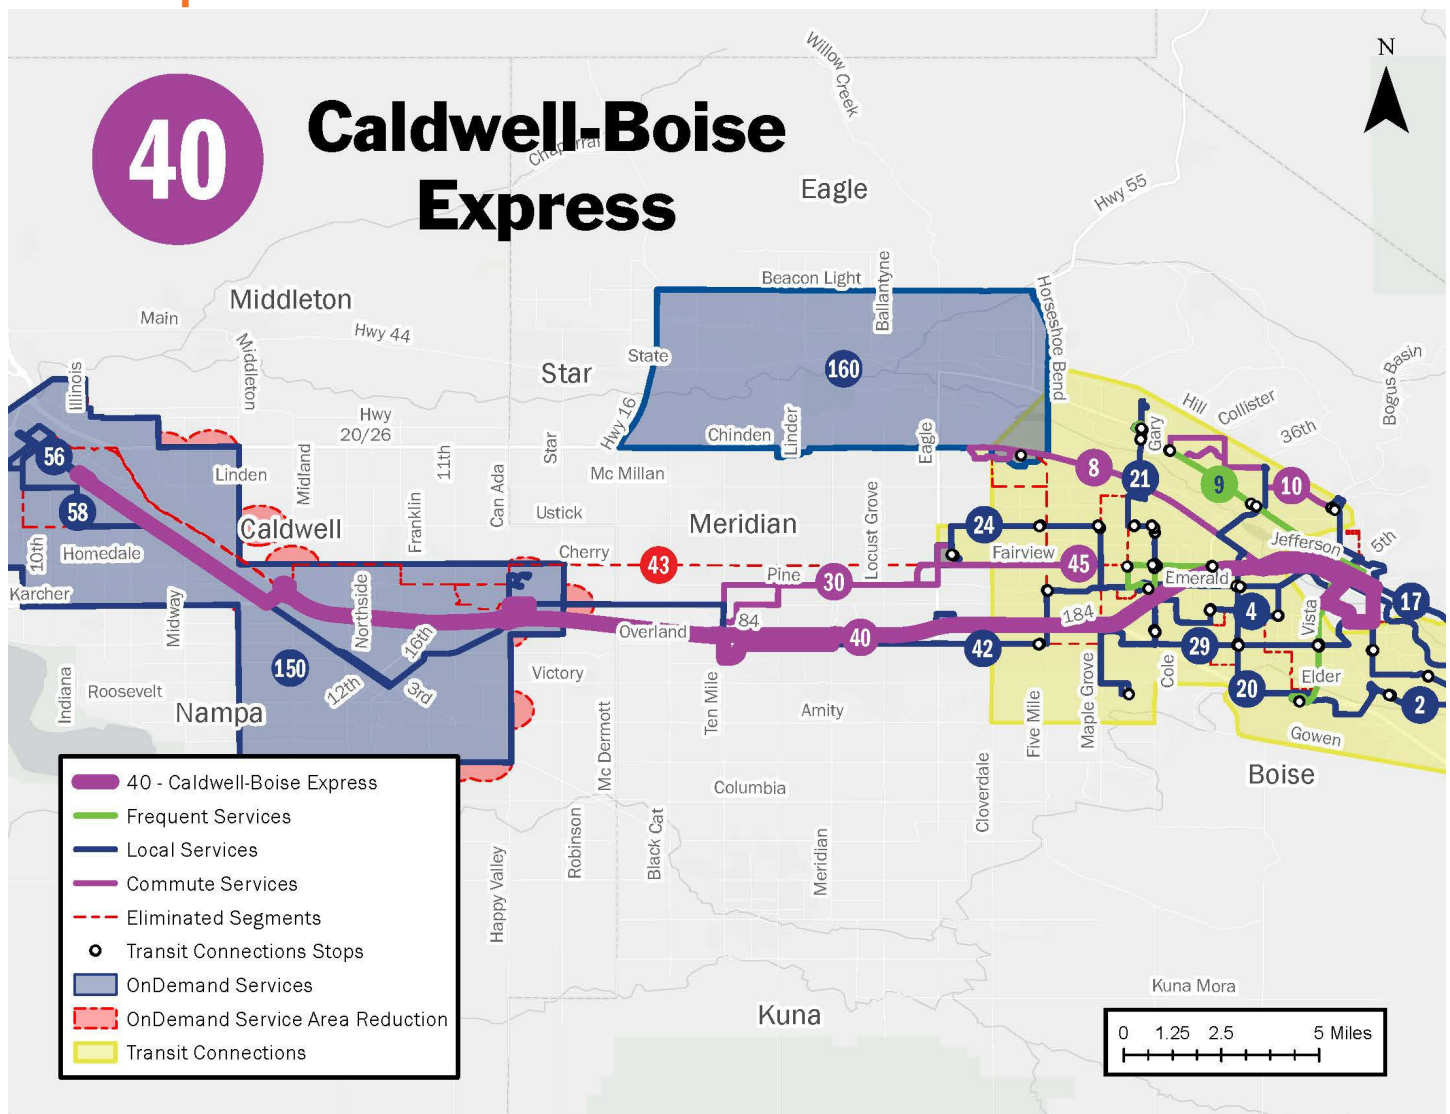 N
40
Caldwell-Boise
Express
Willow Creek
Chaparral
Eagle
Hwy 55
Beacon Light
Ballantyne
Horseshoe Bend
Middleton
Main
Hwy 44
Middleton
State
Star
160
Illinois
Hwy
20/26
Hwy 16
Chinden
Linder
Eagle
Hill
Collister
36th
Bogus Basin
Gary
56
58
Linden
Midland
11th
Star
Can Ada
Mc Millan
8
21
9
10
Caldwell
Franklin
Ustick
Meridian
Locust Grove
24
Fairview
Jefferson
5th
10th
Homedale
Cherry
43
Pine
30
45
Emerald
Karcher
Midway
Northside
16th
Overland
84
40
184
4
Vista
17
42
29
150
12th
3rd
Victory
Ten Mile
Cole
Elder
Indiana
Roosevelt
Nampa
Mc Dermott
Amity
Five Mile
Maple Grove
20
2
Gowen
Boise
Columbia
Cloverdale
Happy Valley
Robinson
Black Cat
Meridian
40 - Caldwell-Boise Express
Frequent Services
Local Services
Commute Services
Eliminated Segments
Transit Connections Stops
OnDemand Services
OnDemand Service Area Reduction
Transit Connections
Kuna Mora
Kuna
0 1.25 2.5 5 Miles